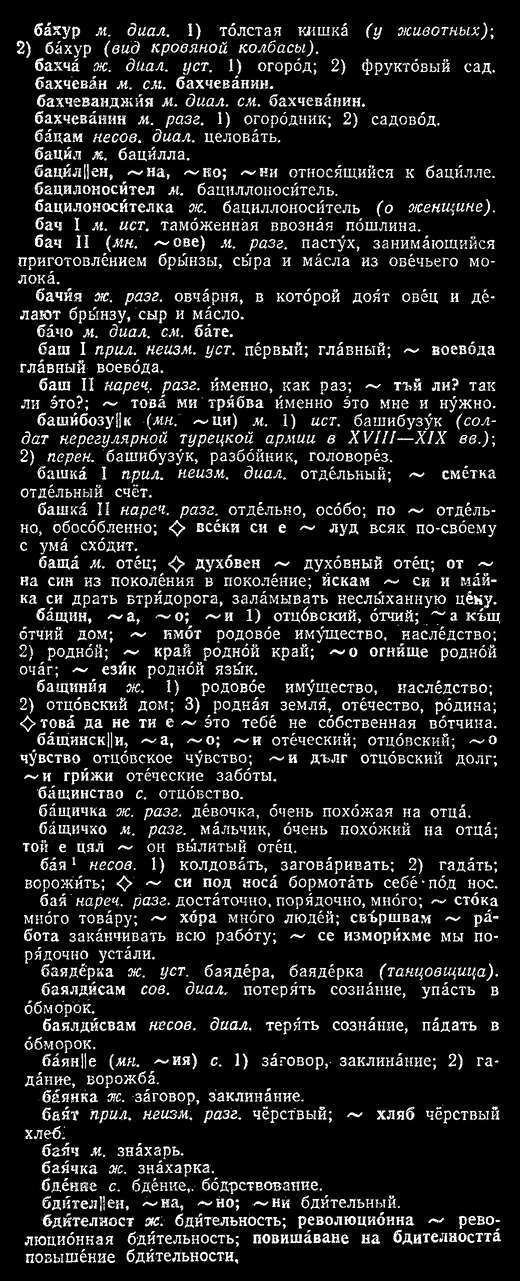 ба́хур м. диал. 1) то́лстая кишка́ (у живо́тных);
2) ба́хур (вид кровяно́й колбасы́).
бахча́ ж. диал. уст. 1) огоро́д; 2) фрукто́вый сад.
бахчева́н м. см. бахчева́нин.
бахчеванджи́я м. диал. см. бахчева́нин.
бахчева́нин м. разг. 1) огоро́дник; 2) садово́д.
ба́цам несов. диал. целова́ть.
баци́л м. баци́лла.
баци́л||ен, ~на, ~но; ~ни относя́щийся к баци́лле.
бацилоноси́тел м. бациллоноси́тель.
бацилоноси́телка ж. бациллоноси́тель (о же́нщине).
бач I м. ист. тамо́женная ввозна́я по́шлина.
бач II (мн. ~ове) м. разг. пасту́х, занима́ющийся
приготовле́нием бры́нзы, сы́ра и ма́сла из ове́чьего мо-
лока́.
бачи́я ж. разг. овча́рня, в кото́рой доя́т ове́ц и де́-
лают бры́нзу, сыр и ма́сло.
ба́чо м. диал. см. ба́те.
баш I прил. неизм. уст. пе́рвый; гла́вный; ~ воево́да
гла́вный воево́да.
баш II нареч. разг. и́менно, как раз; ~ тъй ли? так
ли э́то?; ~ това́ ми тря́бва и́менно э́то мне и ну́жно.
башибозу́||к (мн. ~ци) м. 1) ист. башибузу́к (сол-
да́т нерегуля́рной туре́цкой а́рмии в XVIII—XIX вв.);
2) перен. башибузу́к, разбо́йник, головоре́з.
башка́ I прил. неизм. диал. отде́льный; ~ сме́тка
отде́льный счёт.
башка́ II нареч. разг. отде́льно, осо́бо; по ~ отде́ль-
но, обосо́бленно; ◇ все́ки си е ~ луд всяк по-сво́ему
с ума́ схо́дит.
баща́ м. оте́ц; ◇ духо́вен ~ духо́вный оте́ц; от ~
на син из поколе́ния в поколе́ние; и́скам ~ си и ма́й-
ка си драть втри́дорога, зала́мывать неслы́ханную це́ну.
ба́щин, ~а, ~о; ~и 1) отцо́вский, о́тчий; ~а къщ
о́тчий дом; ~ имо́т родово́е иму́щество, насле́дство;
2) родно́й; ~ край родно́й край; ~о огни́ще родно́й
оча́г; ~ ези́к родно́й язы́к.
бащиния ж. 1) родово́е иму́щество, насле́дство;
2) отцо́вский дом; 3) родна́я земля́, оте́чество, ро́дина;
◇ това́ да не ти е ~ э́то тебе́ не со́бственная во́тчина.
ба́щинск||и, ~а, ~о; ~и оте́ческий; отцо́вский; ~о
чу́вство отцо́вское чу́вство; ~и дълг отцо́вский долг;
~и гри́жи оте́ческие забо́ты.
ба́щинство с. отцо́вство.
ба́щичка ж. разг. де́вочка, о́чень похо́жая на отца́.
ба́щичко м. разг. ма́льчик, о́чень похо́жий на отца́;
той е цял ~ он вы́литый оте́ц.
ба́я¹ несов. 1) колдова́ть, загова́ривать; 2) гада́ть;
ворожи́ть; ◇ ~ си под носа́ бормота́ть себе́ под нос.
бая́ нареч. разг. доста́точно, поря́дочно, мно́го; ~ сто́ка
мно́го това́ру; ~ хо́ра мно́го люде́й; свъ́ршвам ~ ра́-
бота зака́нчивать всю рабо́ту; ~ се измори́хме мы по-
ря́дочно уста́ли.
баяде́рка ж. уст. баяде́ра, баяде́рка (танцо́вщица).
баялди́сам сов. диал. потеря́ть созна́ние, упа́сть в
о́бморок.
баялди́свам несов. диал. теря́ть созна́ние, па́дать в
о́бморок.
ба́ян||е (мн. ~ия) с. 1) за́говор, заклина́ние; 2) га-
да́ние, ворожба́.
ба́янка ж. за́говор, заклина́ние.
бая́т прил. неизм. разг. чёрствый; ~ хляб чёрствый
хлеб.
бая́ч м. зна́харь.
бая́чка ж. зна́харка.
бде́ние с. бде́ние, бо́дрствование.
бди́тел||ен, ~на, ~но; ~ни бди́тельный.
бди́телност ж. бди́тельность; революцио́нна ~ рево-
люцио́нная бди́тельность; повиша́ване на бди́телността́
повыше́ние бди́тельности,